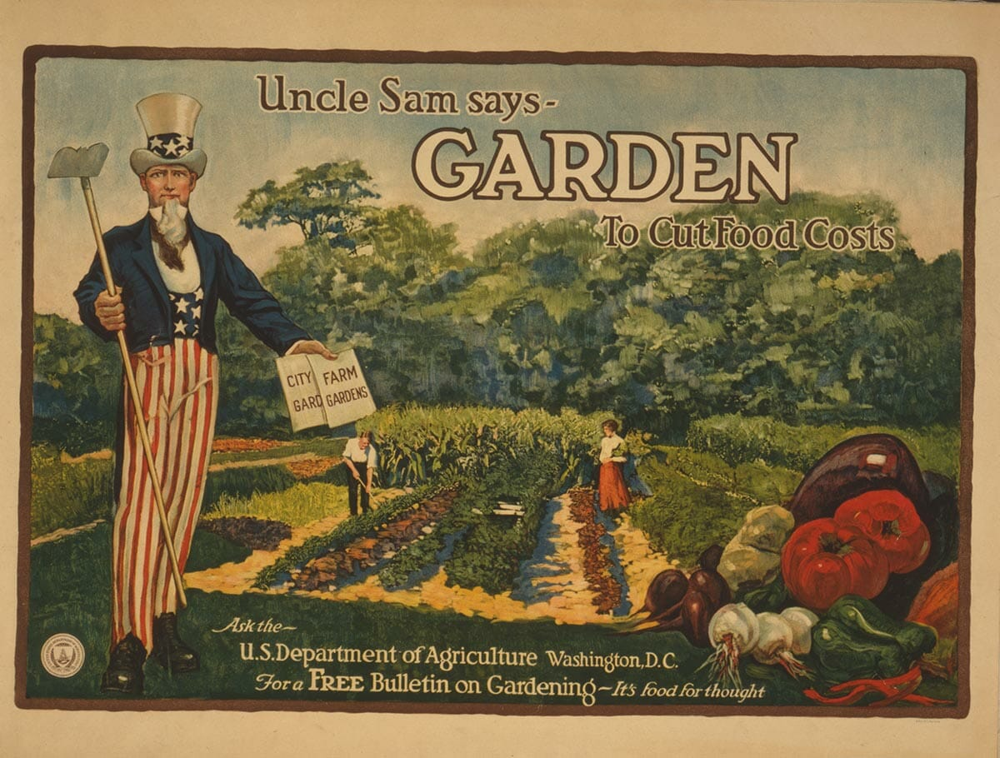 Uncle Sam says-
GARDEN
To Cut Food Costs
CITY GARD
FARM GARDENS
Ask the—
U.S. Department of Agriculture Washington, D.C.
For a FREE Bulletin on Gardening—It's food for thought